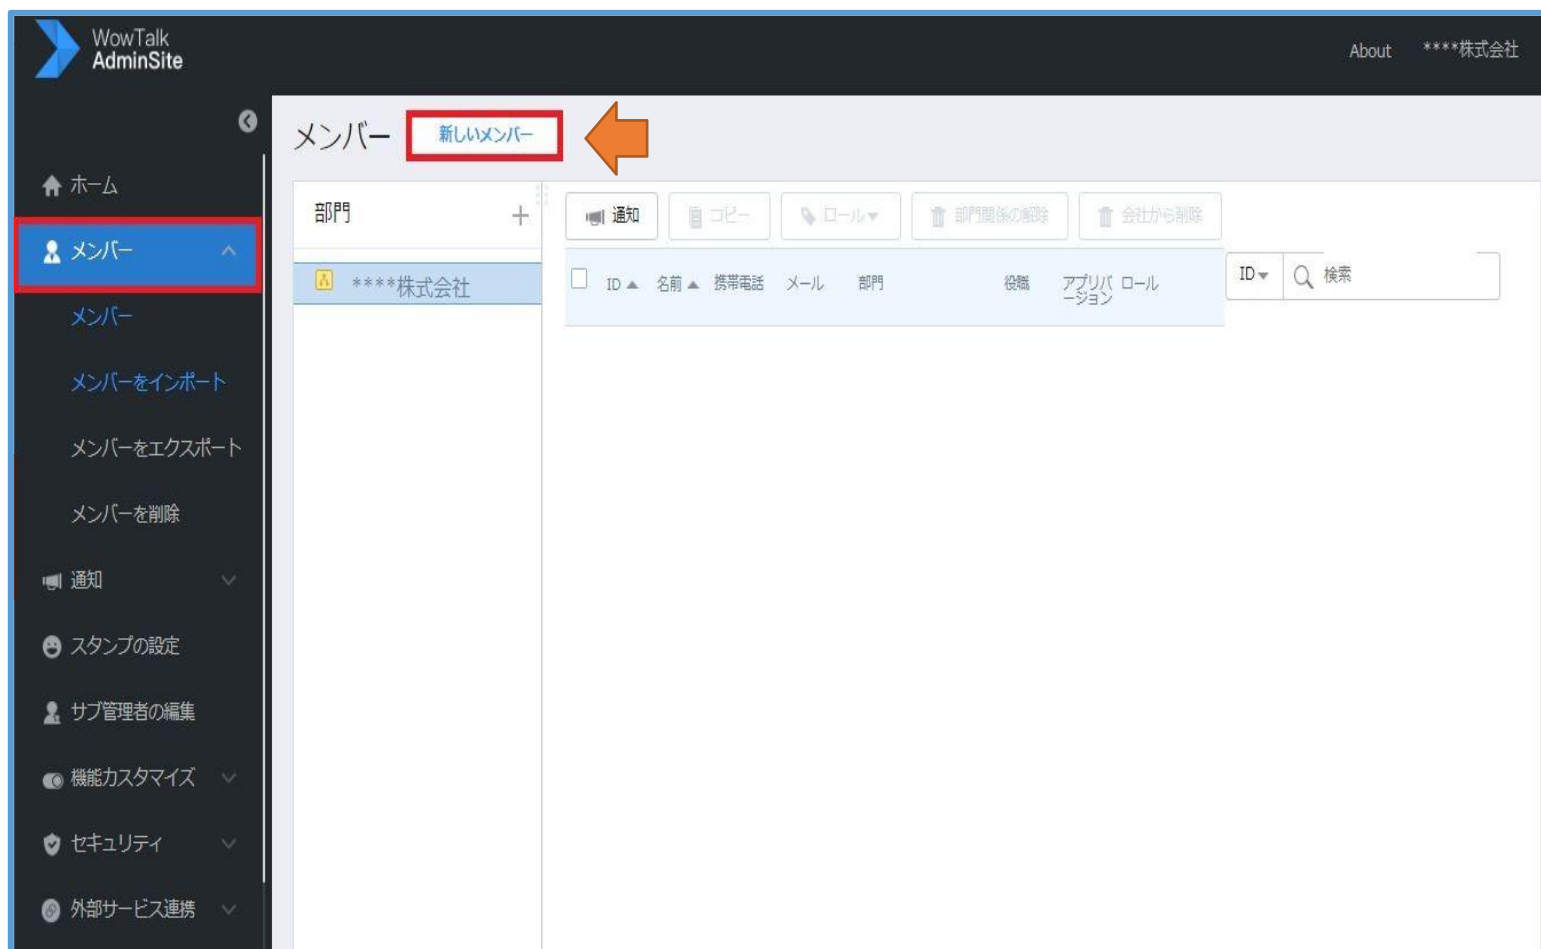 WowTalk
AdminSite
About ****株式会社
メンバー 新しいメンバー
ホーム
メンバー
メンバー
メンバーをインポート
メンバーをエクスポート
メンバーを削除
通知
スタンプの設定
サブ管理者の編集
機能カスタマイズ
セキュリティ
外部サービス連携
部門 +
****株式会社
通知 コピー ロール▼ 部門関係の解除 会社から削除
ID▲ 名前▲ 携帯電話 メール 部門 役職 アプリバ ロール
ージョン
ID▼ 検索